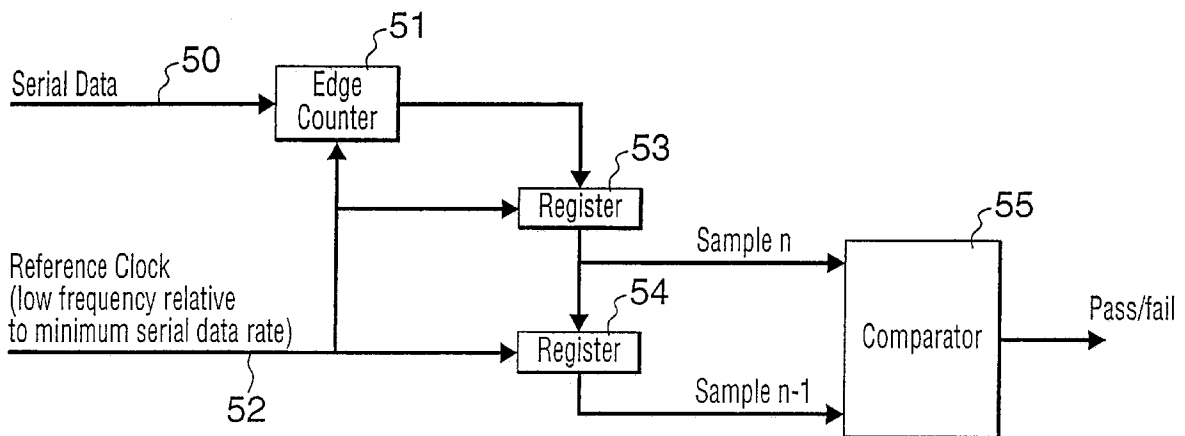 51
50
Serial Data
Edge
Counter
53
Register
55
Sample n
Reference Clock
(low frequency relative
to minimum serial data rate)
54
Register
Comparator
Pass/fail
Sample n-1
52